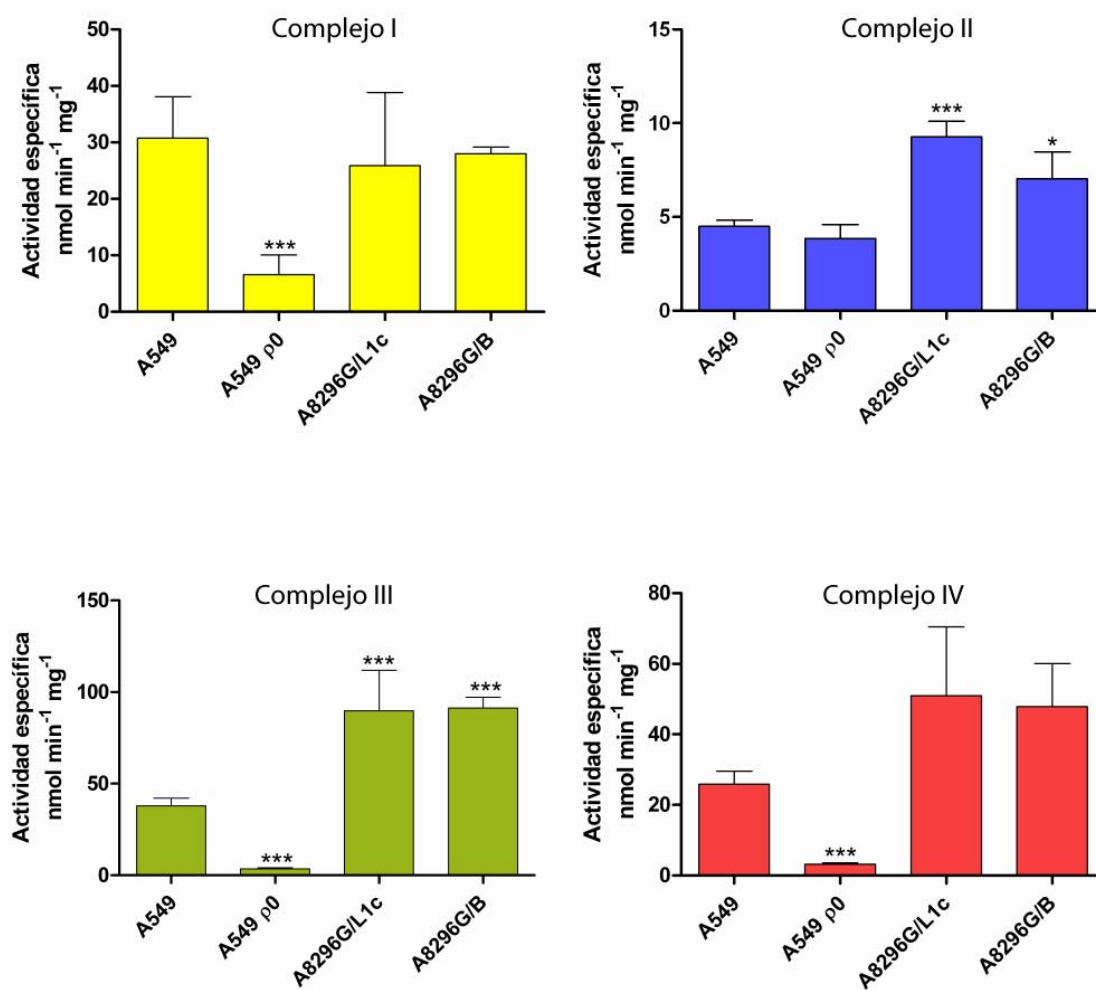 Complejo I
Actividad específica
nmol min⁻¹ mg⁻¹
50
40
30
20
10
0
***
A549
A549 ρ0
A8296G/L1c
A8296G/B
Complejo II
Actividad específica
nmol min⁻¹ mg⁻¹
15
10
5
0
***
*
A549
A549 ρ0
A8296G/L1c
A8296G/B
Complejo III
Actividad específica
nmol min⁻¹ mg⁻¹
150
100
50
0
***
***
***
A549
A549 ρ0
A8296G/L1c
A8296G/B
Complejo IV
Actividad específica
nmol min⁻¹ mg⁻¹
80
60
40
20
0
***
A549
A549 ρ0
A8296G/L1c
A8296G/B